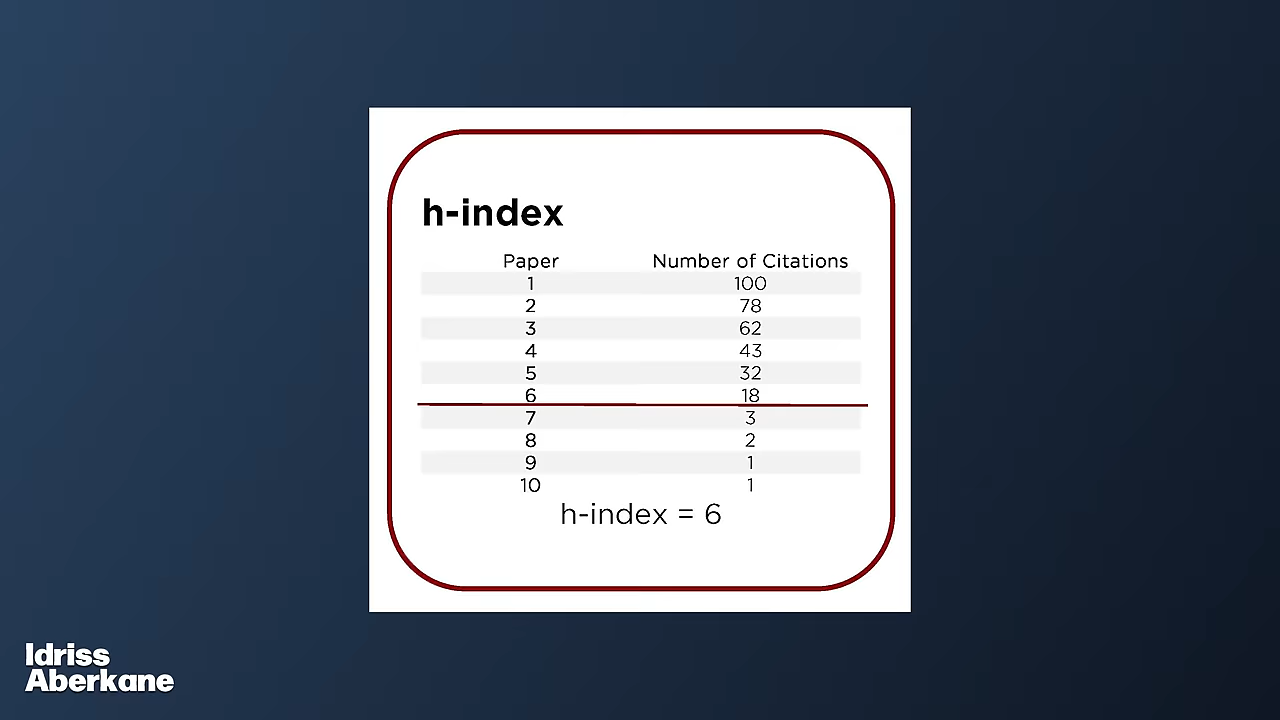 h-index
Paper Number of Citations
1 100
2 78
3 62
4 43
5 32
6 18
7 3
8 2
9 1
10 1
h-index = 6
Idriss
Aberkane